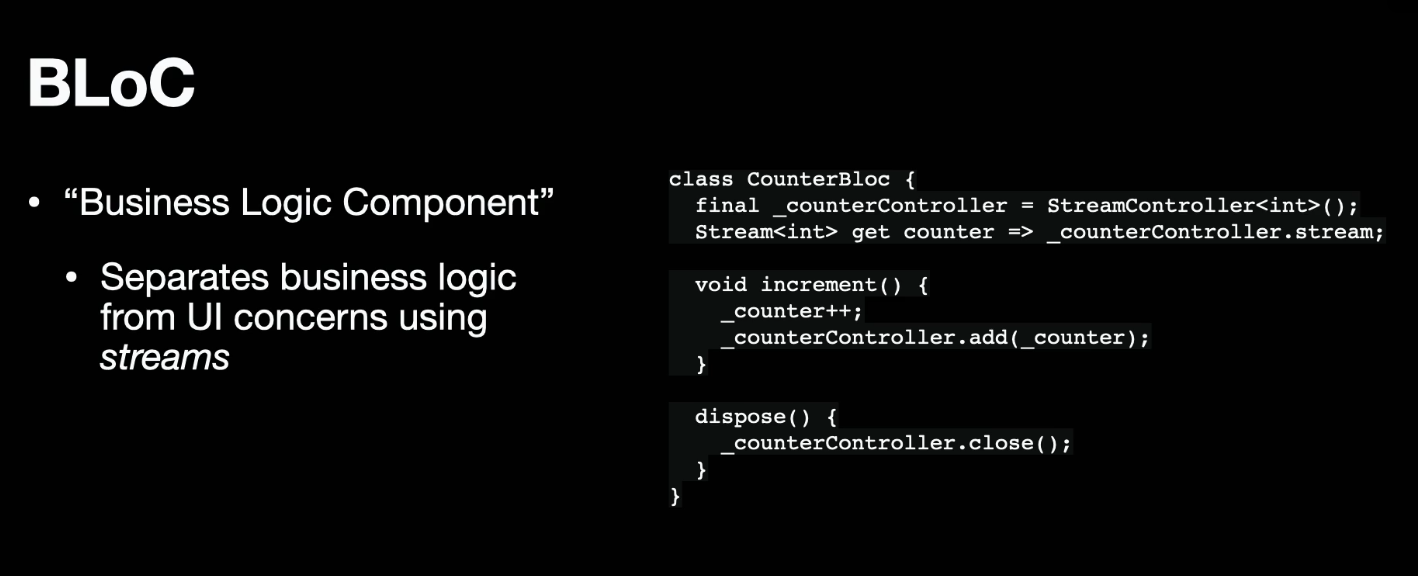 BLoC
• “Business Logic Component”
• Separates business logic
from UI concerns using
streams
class CounterBloc {
  final _counterController = StreamController<int>();
  Stream<int> get counter => _counterController.stream;
  void increment() {
    _counter++;
    _counterController.add(_counter);
  }
  dispose() {
    _counterController.close();
  }
}